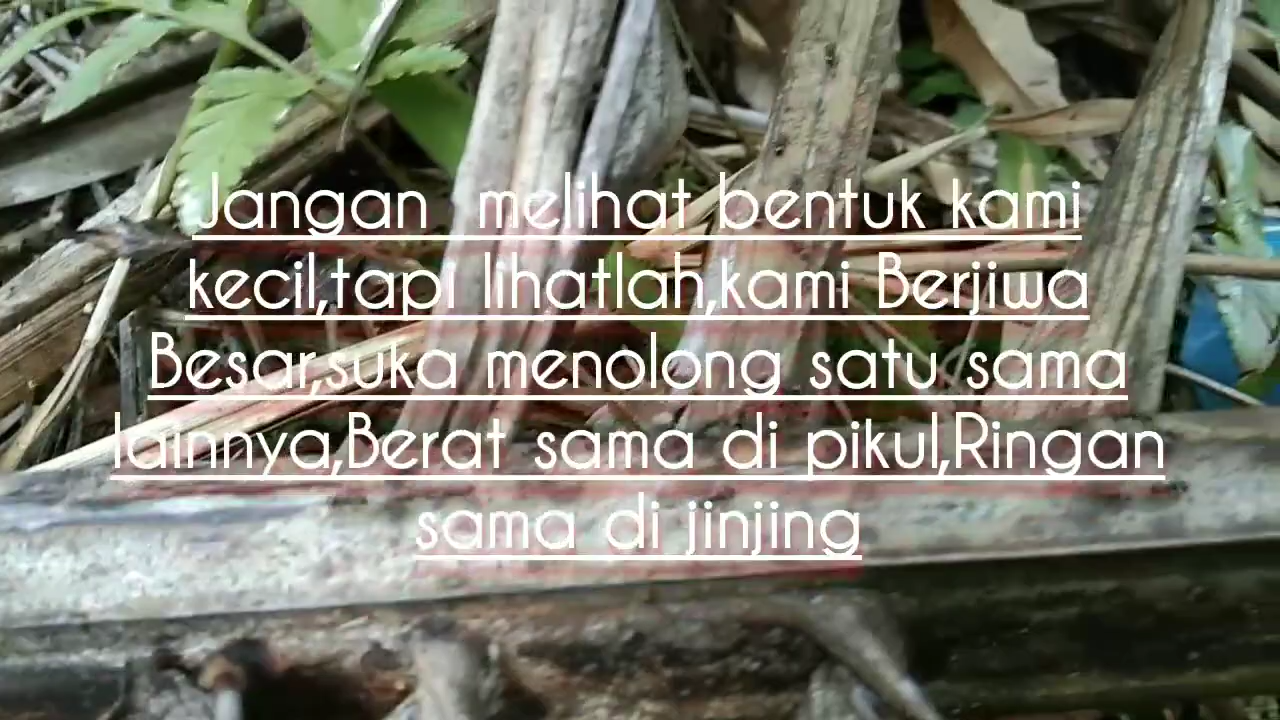 Jangan melihat bentuk kami
kecil,tapi lihatlah,kami Berjiwa
Besar,suka menolong satu sama
lainnya,Berat sama di pikul,Ringan
sama di jinjing